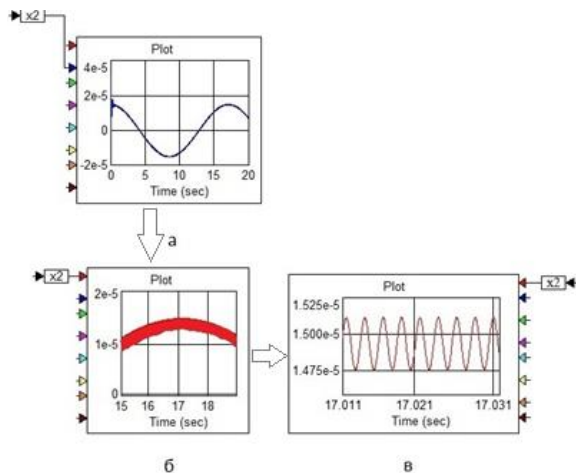 x2
Plot
4e-5
2e-5
0
-2e-5
0 5 10 15 20
Time (sec)
а
x2
Plot
2e-5
1e-5
0
15 16 17 18
Time (sec)
x2
Plot
1.525e-5
1.500e-5
1.475e-5
17.011 17.021 17.031
Time (sec)
б в